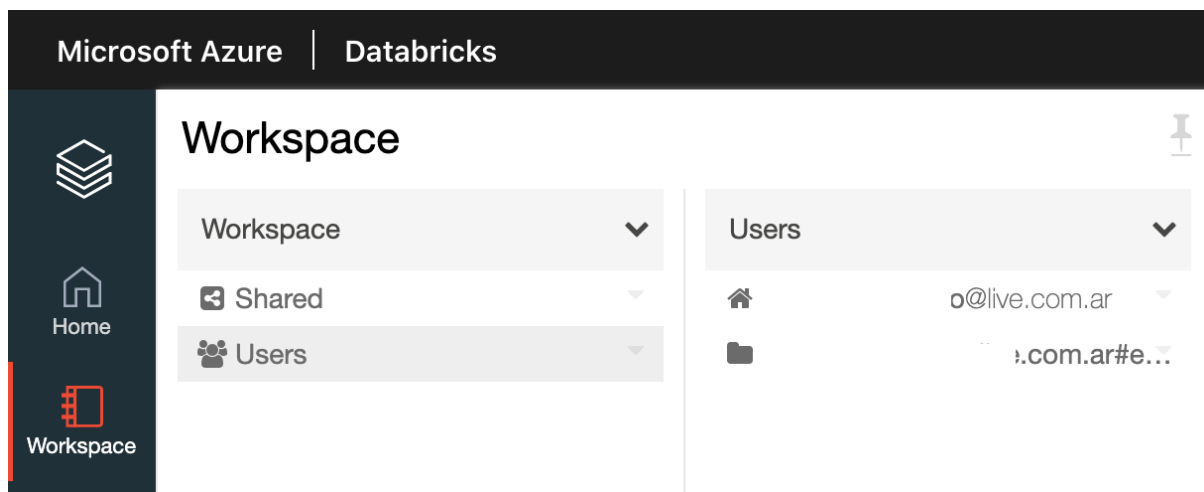 Microsoft Azure | Databricks
Workspace
Workspace
Shared
Users
Users
o@live.com.ar
.com.ar#e...
Home
Workspace